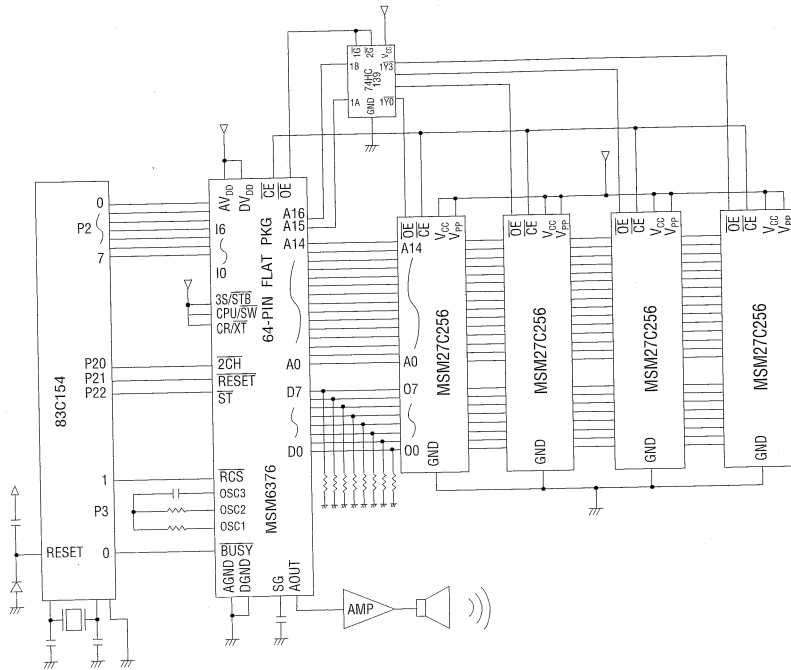 1G 2G VCC
1B 1Y3
74HC
139
1A GND 1Y0
AVDD DVDD CE OE
A16
A15
A14
A0
D7
D0
0
P2
7
I6
I0
3S/STB
CPU/SW
CR/XT
P20
P21
P22
2CH
RESET
ST
64-PIN FLAT PKG
MSM6376
83C154
1
P3
0
RESET
RCS
OSC3
OSC2
OSC1
BUSY
AGND
DGND
SG
AOUT
AMP
OE CE VCC VPP
A14
A0
O7
O0
MSM27C256
GND
OE CE VCC VPP
MSM27C256
GND
OE CE VCC VPP
MSM27C256
GND
OE CE VCC VPP
MSM27C256
GND